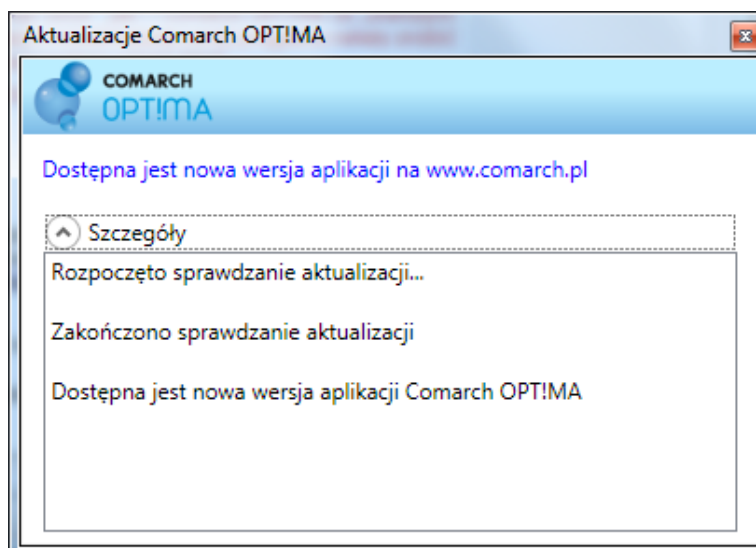 Aktualizacje Comarch OPT!MA
COMARCH
OPT!MA
Dostępna jest nowa wersja aplikacji na www.comarch.pl
Szczegóły
Rozpoczęto sprawdzanie aktualizacji...
Zakończono sprawdzanie aktualizacji
Dostępna jest nowa wersja aplikacji Comarch OPT!MA